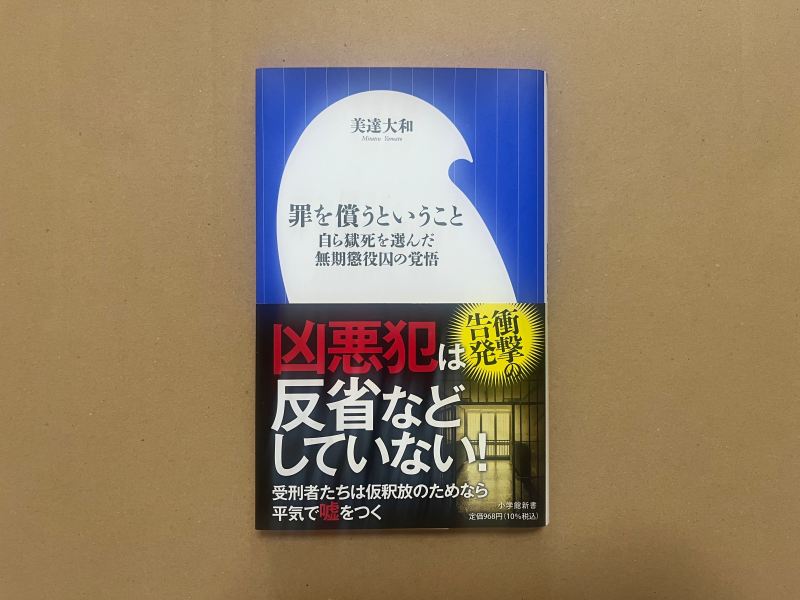 美達大和
Mitatsu Yamato
罪を償うということ
自ら獄死を選んだ
無期懲役囚の覚悟
衝撃の
告発
凶悪犯は
反省など
していない!
受刑者たちは仮釈放のためなら
平気で嘘をつく
小学館新書
定価968円(10%税込)